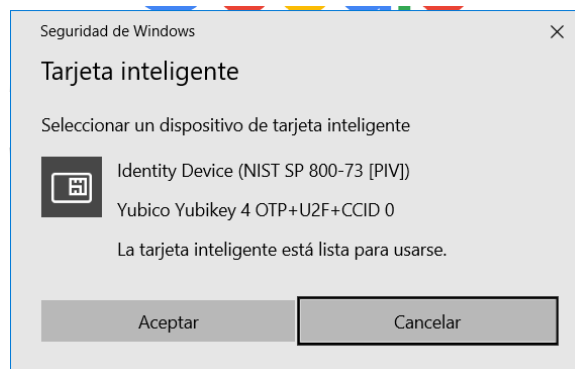 Seguridad de Windows
Tarjeta inteligente
Seleccionar un dispositivo de tarjeta inteligente
Identity Device (NIST SP 800-73 [PIV])
Yubico Yubikey 4 OTP+U2F+CCID 0
La tarjeta inteligente está lista para usarse.
Aceptar
Cancelar